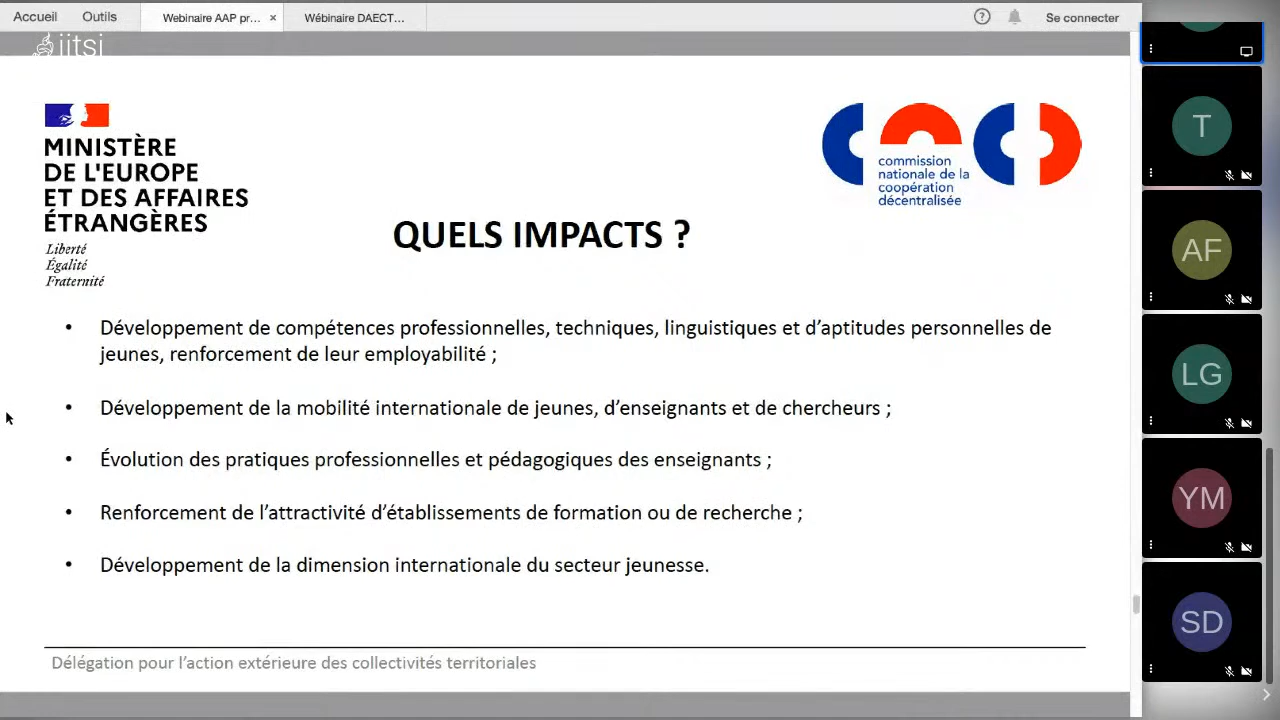 Accueil
Outils
Webinaire AAP pr...
×
Wébinaire DAECT...
?
Se connecter
jitsi
MINISTÈRE
DE L'EUROPE
ET DES AFFAIRES
ÉTRANGÈRES
Liberté
Égalité
Fraternité
commission
nationale de la
coopération
décentralisée
QUELS IMPACTS ?
• Développement de compétences professionnelles, techniques, linguistiques et d’aptitudes personnelles de
jeunes, renforcement de leur employabilité ;
• Développement de la mobilité internationale de jeunes, d’enseignants et de chercheurs ;
• Évolution des pratiques professionnelles et pédagogiques des enseignants ;
• Renforcement de l’attractivité d’établissements de formation ou de recherche ;
• Développement de la dimension internationale du secteur jeunesse.
Délégation pour l’action extérieure des collectivités territoriales
T
AF
LG
YM
SD